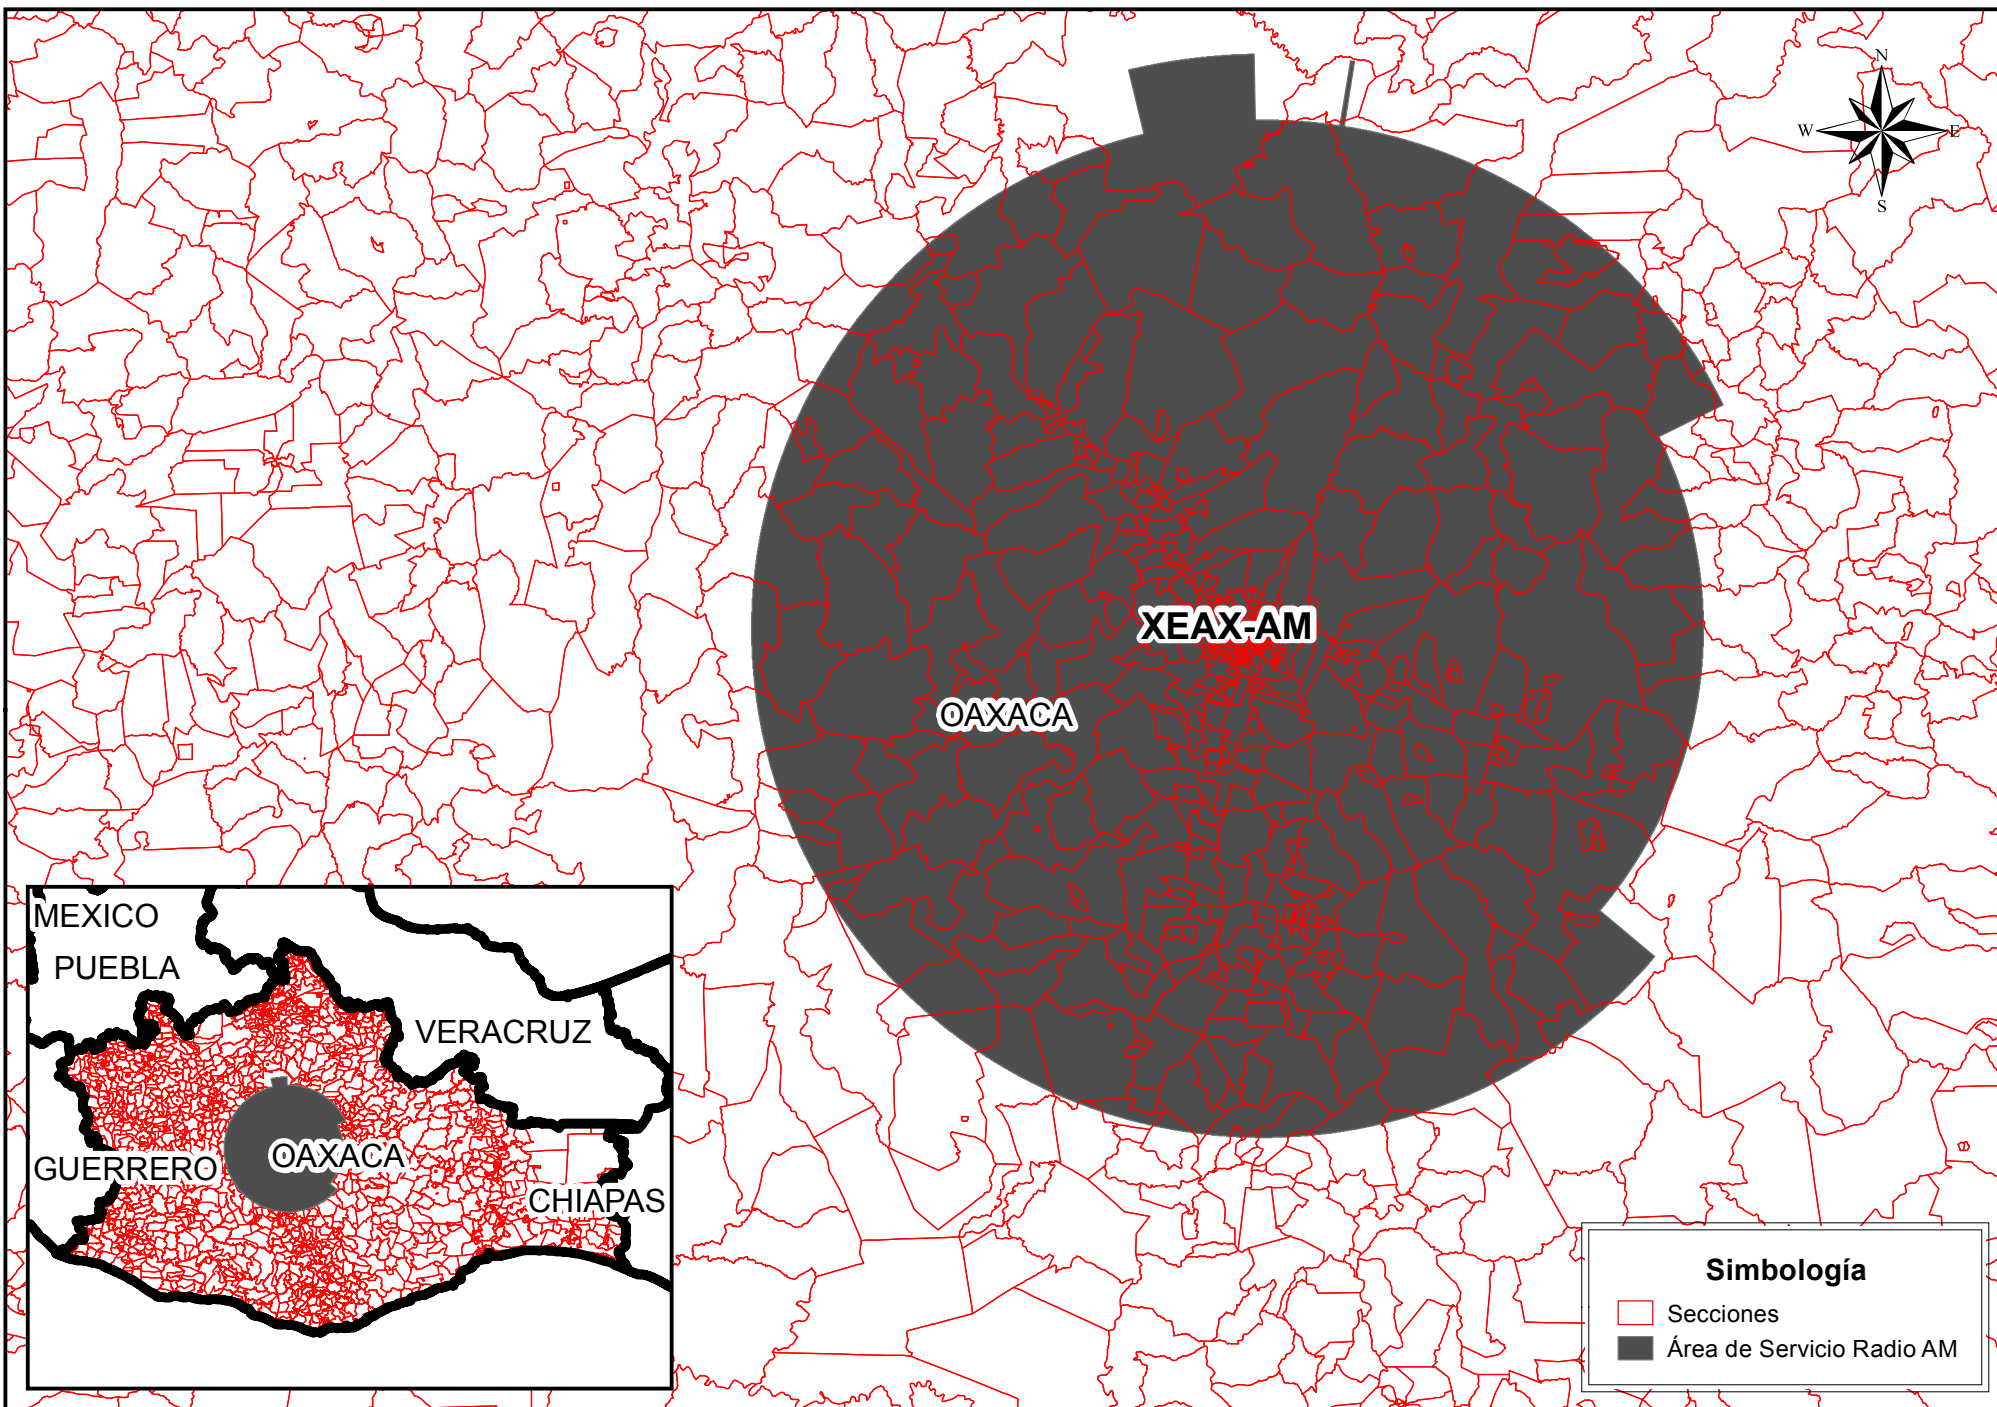 N
W E
S
XEAX-AM
OAXACA
MEXICO
PUEBLA
VERACRUZ
GUERRERO
OAXACA
CHIAPAS
Simbología
Secciones
Área de Servicio Radio AM